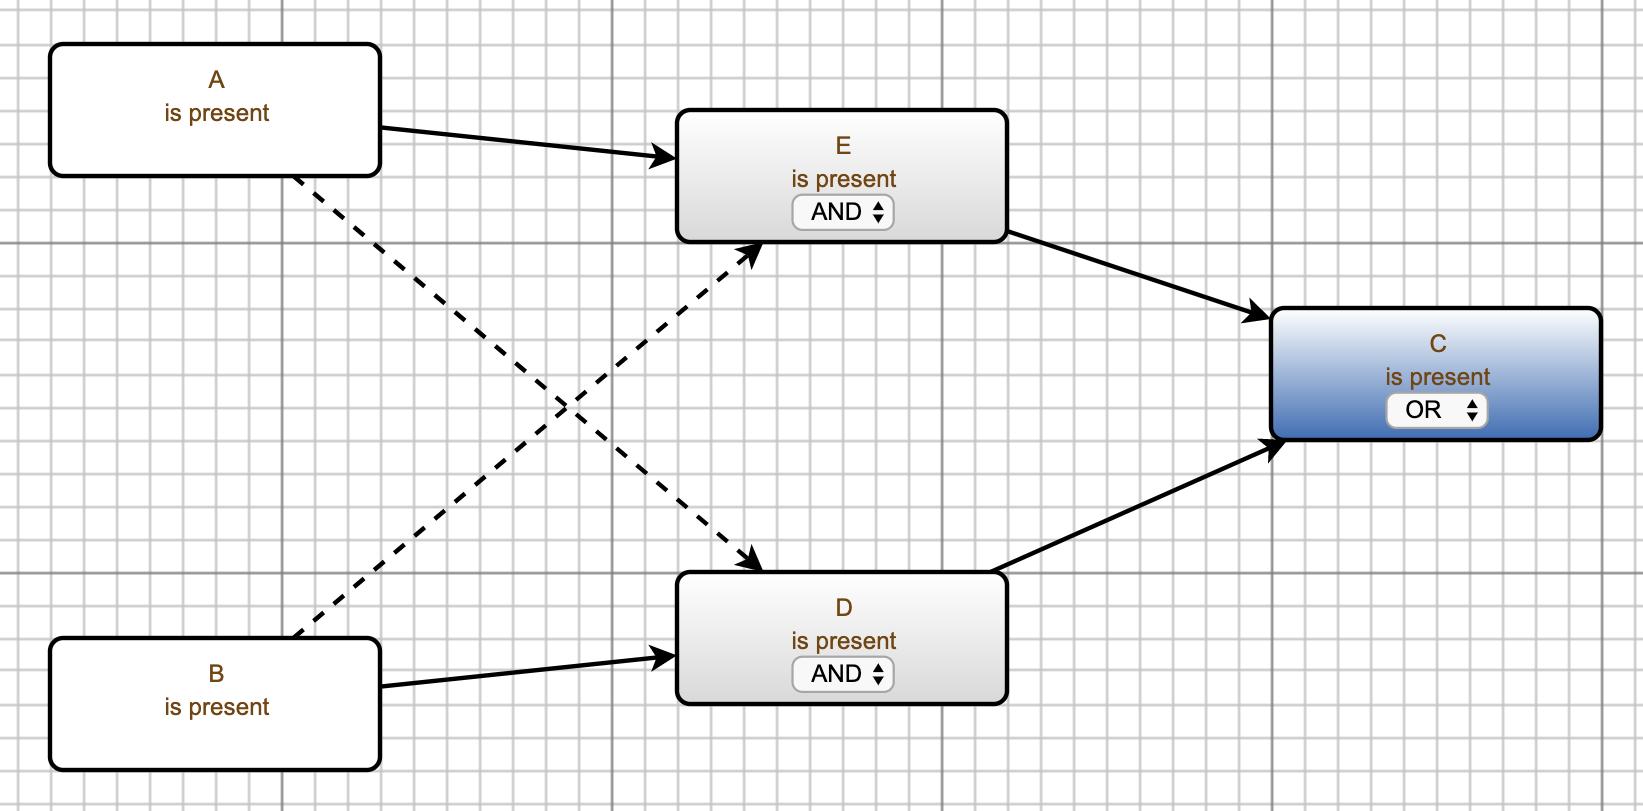 A
is present
E
is present
AND
C
is present
OR
D
is present
AND
B
is present